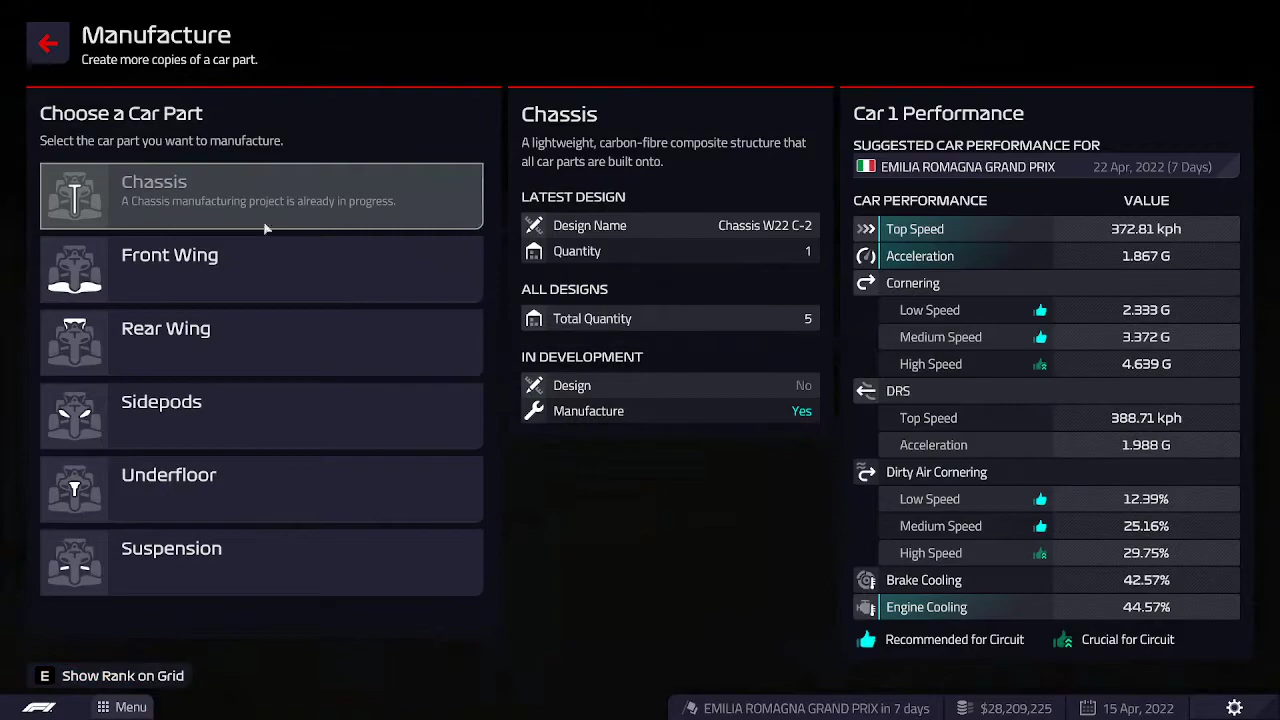 Manufacture
Create more copies of a car part.
Choose a Car Part
Select the car part you want to manufacture.
Chassis
A Chassis manufacturing project is already in progress.
Front Wing
Rear Wing
Sidepods
Underfloor
Suspension
E Show Rank on Grid
Chassis
A lightweight, carbon-fibre composite structure that
all car parts are built onto.
LATEST DESIGN
Design Name Chassis W22 C-2
Quantity 1
ALL DESIGNS
Total Quantity 5
IN DEVELOPMENT
Design No
Manufacture Yes
Car 1 Performance
SUGGESTED CAR PERFORMANCE FOR
EMILIA ROMAGNA GRAND PRIX 22 Apr, 2022 (7 Days)
CAR PERFORMANCE VALUE
Top Speed 372.81 kph
Acceleration 1.867 G
Cornering
Low Speed 2.333 G
Medium Speed 3.372 G
High Speed 4.639 G
DRS
Top Speed 388.71 kph
Acceleration 1.988 G
Dirty Air Cornering
Low Speed 12.39%
Medium Speed 25.16%
High Speed 29.75%
Brake Cooling 42.57%
Engine Cooling 44.57%
Recommended for Circuit Crucial for Circuit
F1 Menu EMILIA ROMAGNA GRAND PRIX in 7 days $28,209,225 15 Apr, 2022